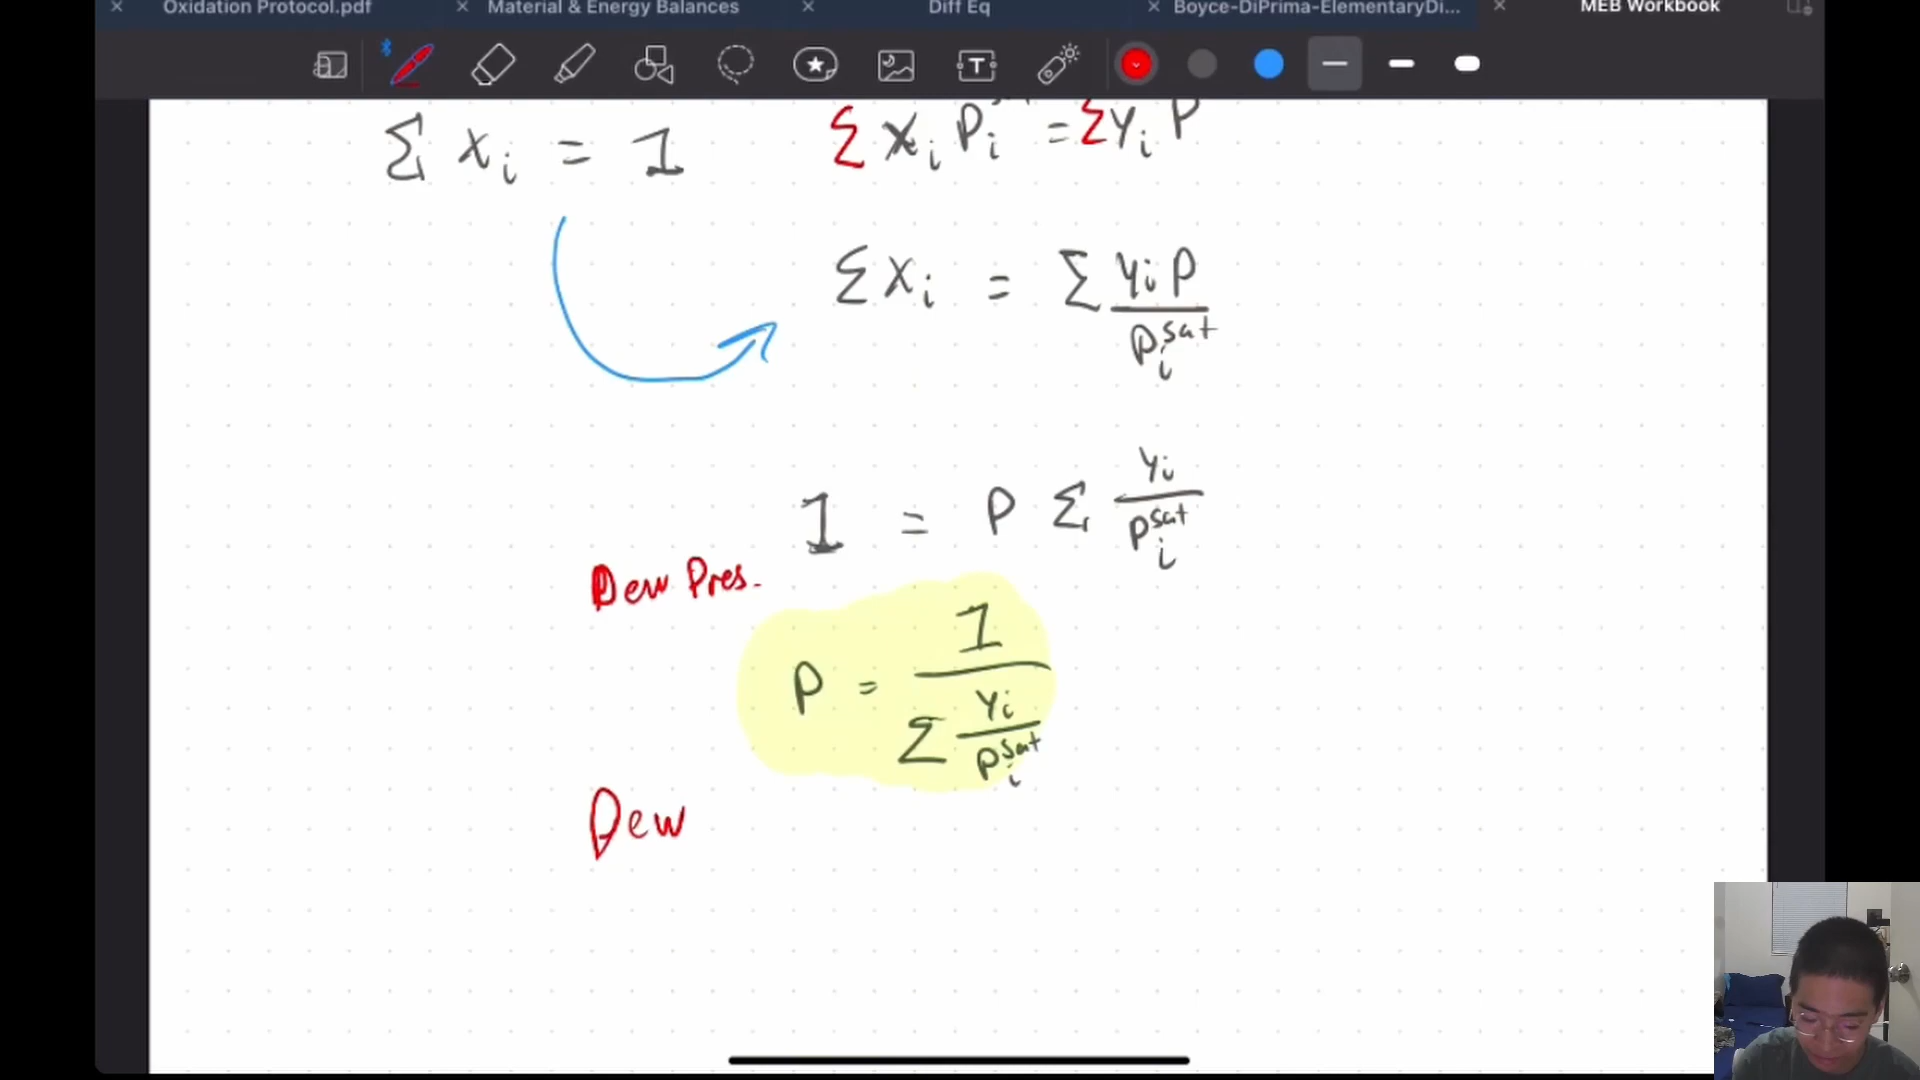 Oxidation Protocol.pdf Material & Energy Balances Diff Eq Boyce-DiPrima-ElementaryDi... MEB Workbook
Σ xᵢ = 1 Σ xᵢ Pᵢ = Σ yᵢ P
Σ xᵢ = Σ yᵢ P / Pᵢˢᵃᵗ
1 = P Σ yᵢ / Pᵢˢᵃᵗ
Dew Pres.
P = 1 / Σ yᵢ / Pᵢˢᵃᵗ
Dew